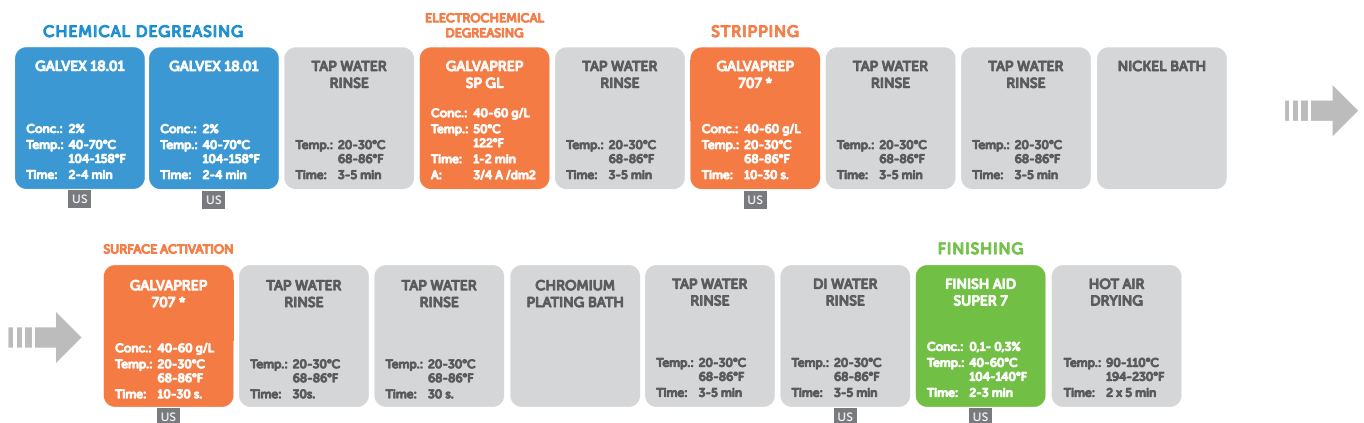 CHEMICAL DEGREASING
ELECTROCHEMICAL
DEGREASING
STRIPPING
GALVEX 18.01
Conc.: 2%
Temp.: 40-70°C
104-158°F
Time: 2-4 min
US
GALVEX 18.01
Conc.: 2%
Temp.: 40-70°C
104-158°F
Time: 2-4 min
US
TAP WATER
RINSE
Temp.: 20-30°C
68-86°F
Time: 3-5 min
GALVAPREP
SP GL
Conc.: 40-60 g/L
Temp.: 50°C
122°F
Time: 1-2 min
A: 3/4 A /dm2
TAP WATER
RINSE
Temp.: 20-30°C
68-86°F
Time: 3-5 min
GALVAPREP
707 *
Conc.: 40-60 g/L
Temp.: 20-30°C
68-86°F
Time: 10-30 s.
US
TAP WATER
RINSE
Temp.: 20-30°C
68-86°F
Time: 3-5 min
TAP WATER
RINSE
Temp.: 20-30°C
68-86°F
Time: 3-5 min
NICKEL BATH
SURFACE ACTIVATION
FINISHING
GALVAPREP
707 *
Conc.: 40-60 g/L
Temp.: 20-30°C
68-86°F
Time: 10-30 s.
US
TAP WATER
RINSE
Temp.: 20-30°C
68-86°F
Time: 30s.
TAP WATER
RINSE
Temp.: 20-30°C
68-86°F
Time: 30 s.
CHROMIUM
PLATING BATH
TAP WATER
RINSE
Temp.: 20-30°C
68-86°F
Time: 3-5 min
DI WATER
RINSE
Temp.: 20-30°C
68-86°F
Time: 3-5 min
US
FINISH AID
SUPER 7
Conc.: 0,1- 0,3%
Temp.: 40-60°C
104-140°F
Time: 2-3 min
US
HOT AIR
DRYING
Temp.: 90-110°C
194-230°F
Time: 2 x 5 min